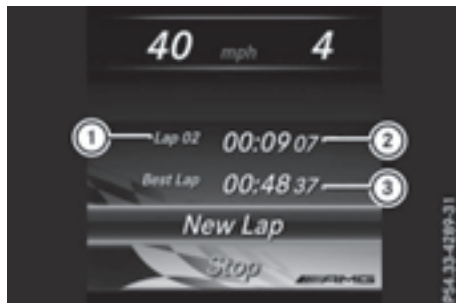 40 mph 4
1 Lap 02 00:09 07 2
Best Lap 00:48 37 3
New Lap
Stop AMG
P54.33-4289-31